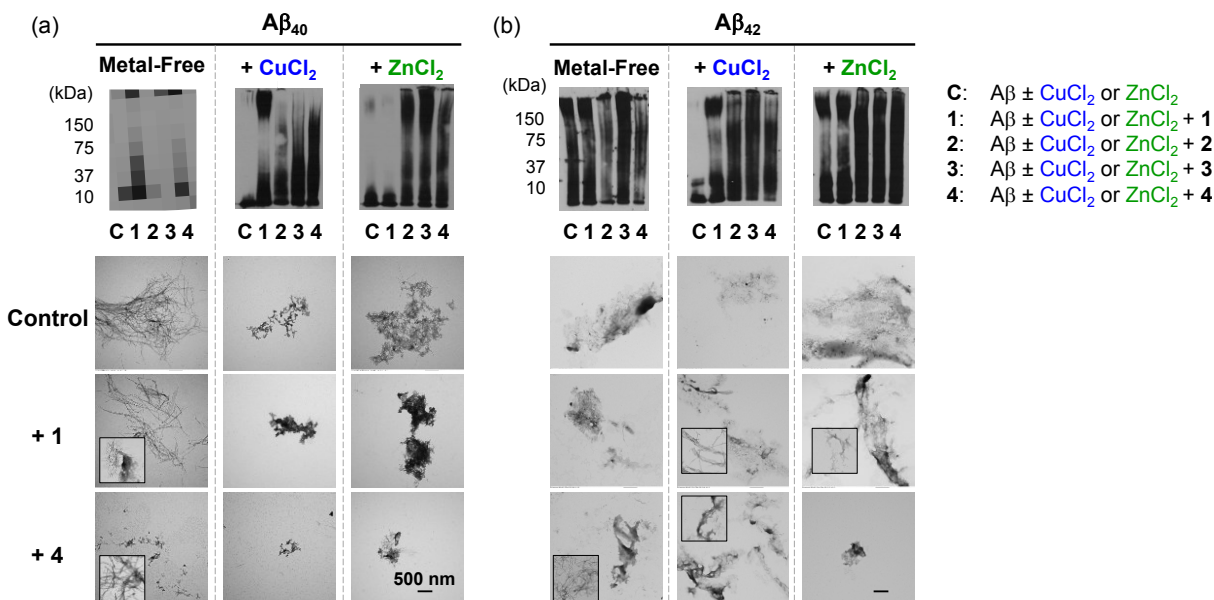 (a)
Aβ₄₀
Metal-Free
+ CuCl₂
+ ZnCl₂
(kDa)
150
75
37
10
C 1 2 3 4
C 1 2 3 4
C 1 2 3 4
Control
+ 1
+ 4
500 nm
(b)
Aβ₄₂
Metal-Free
+ CuCl₂
+ ZnCl₂
(kDa)
150
75
37
10
C 1 2 3 4
C 1 2 3 4
C 1 2 3 4
C: Aβ ± CuCl₂ or ZnCl₂
1: Aβ ± CuCl₂ or ZnCl₂ + 1
2: Aβ ± CuCl₂ or ZnCl₂ + 2
3: Aβ ± CuCl₂ or ZnCl₂ + 3
4: Aβ ± CuCl₂ or ZnCl₂ + 4